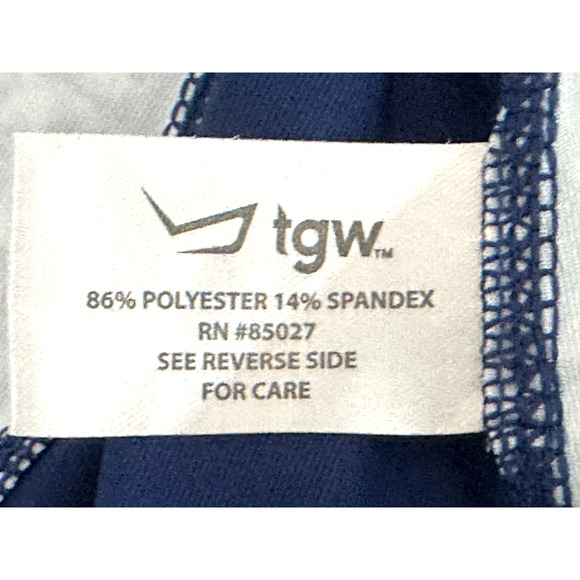 tgw™
86% POLYESTER 14% SPANDEX
RN #85027
SEE REVERSE SIDE
FOR CARE